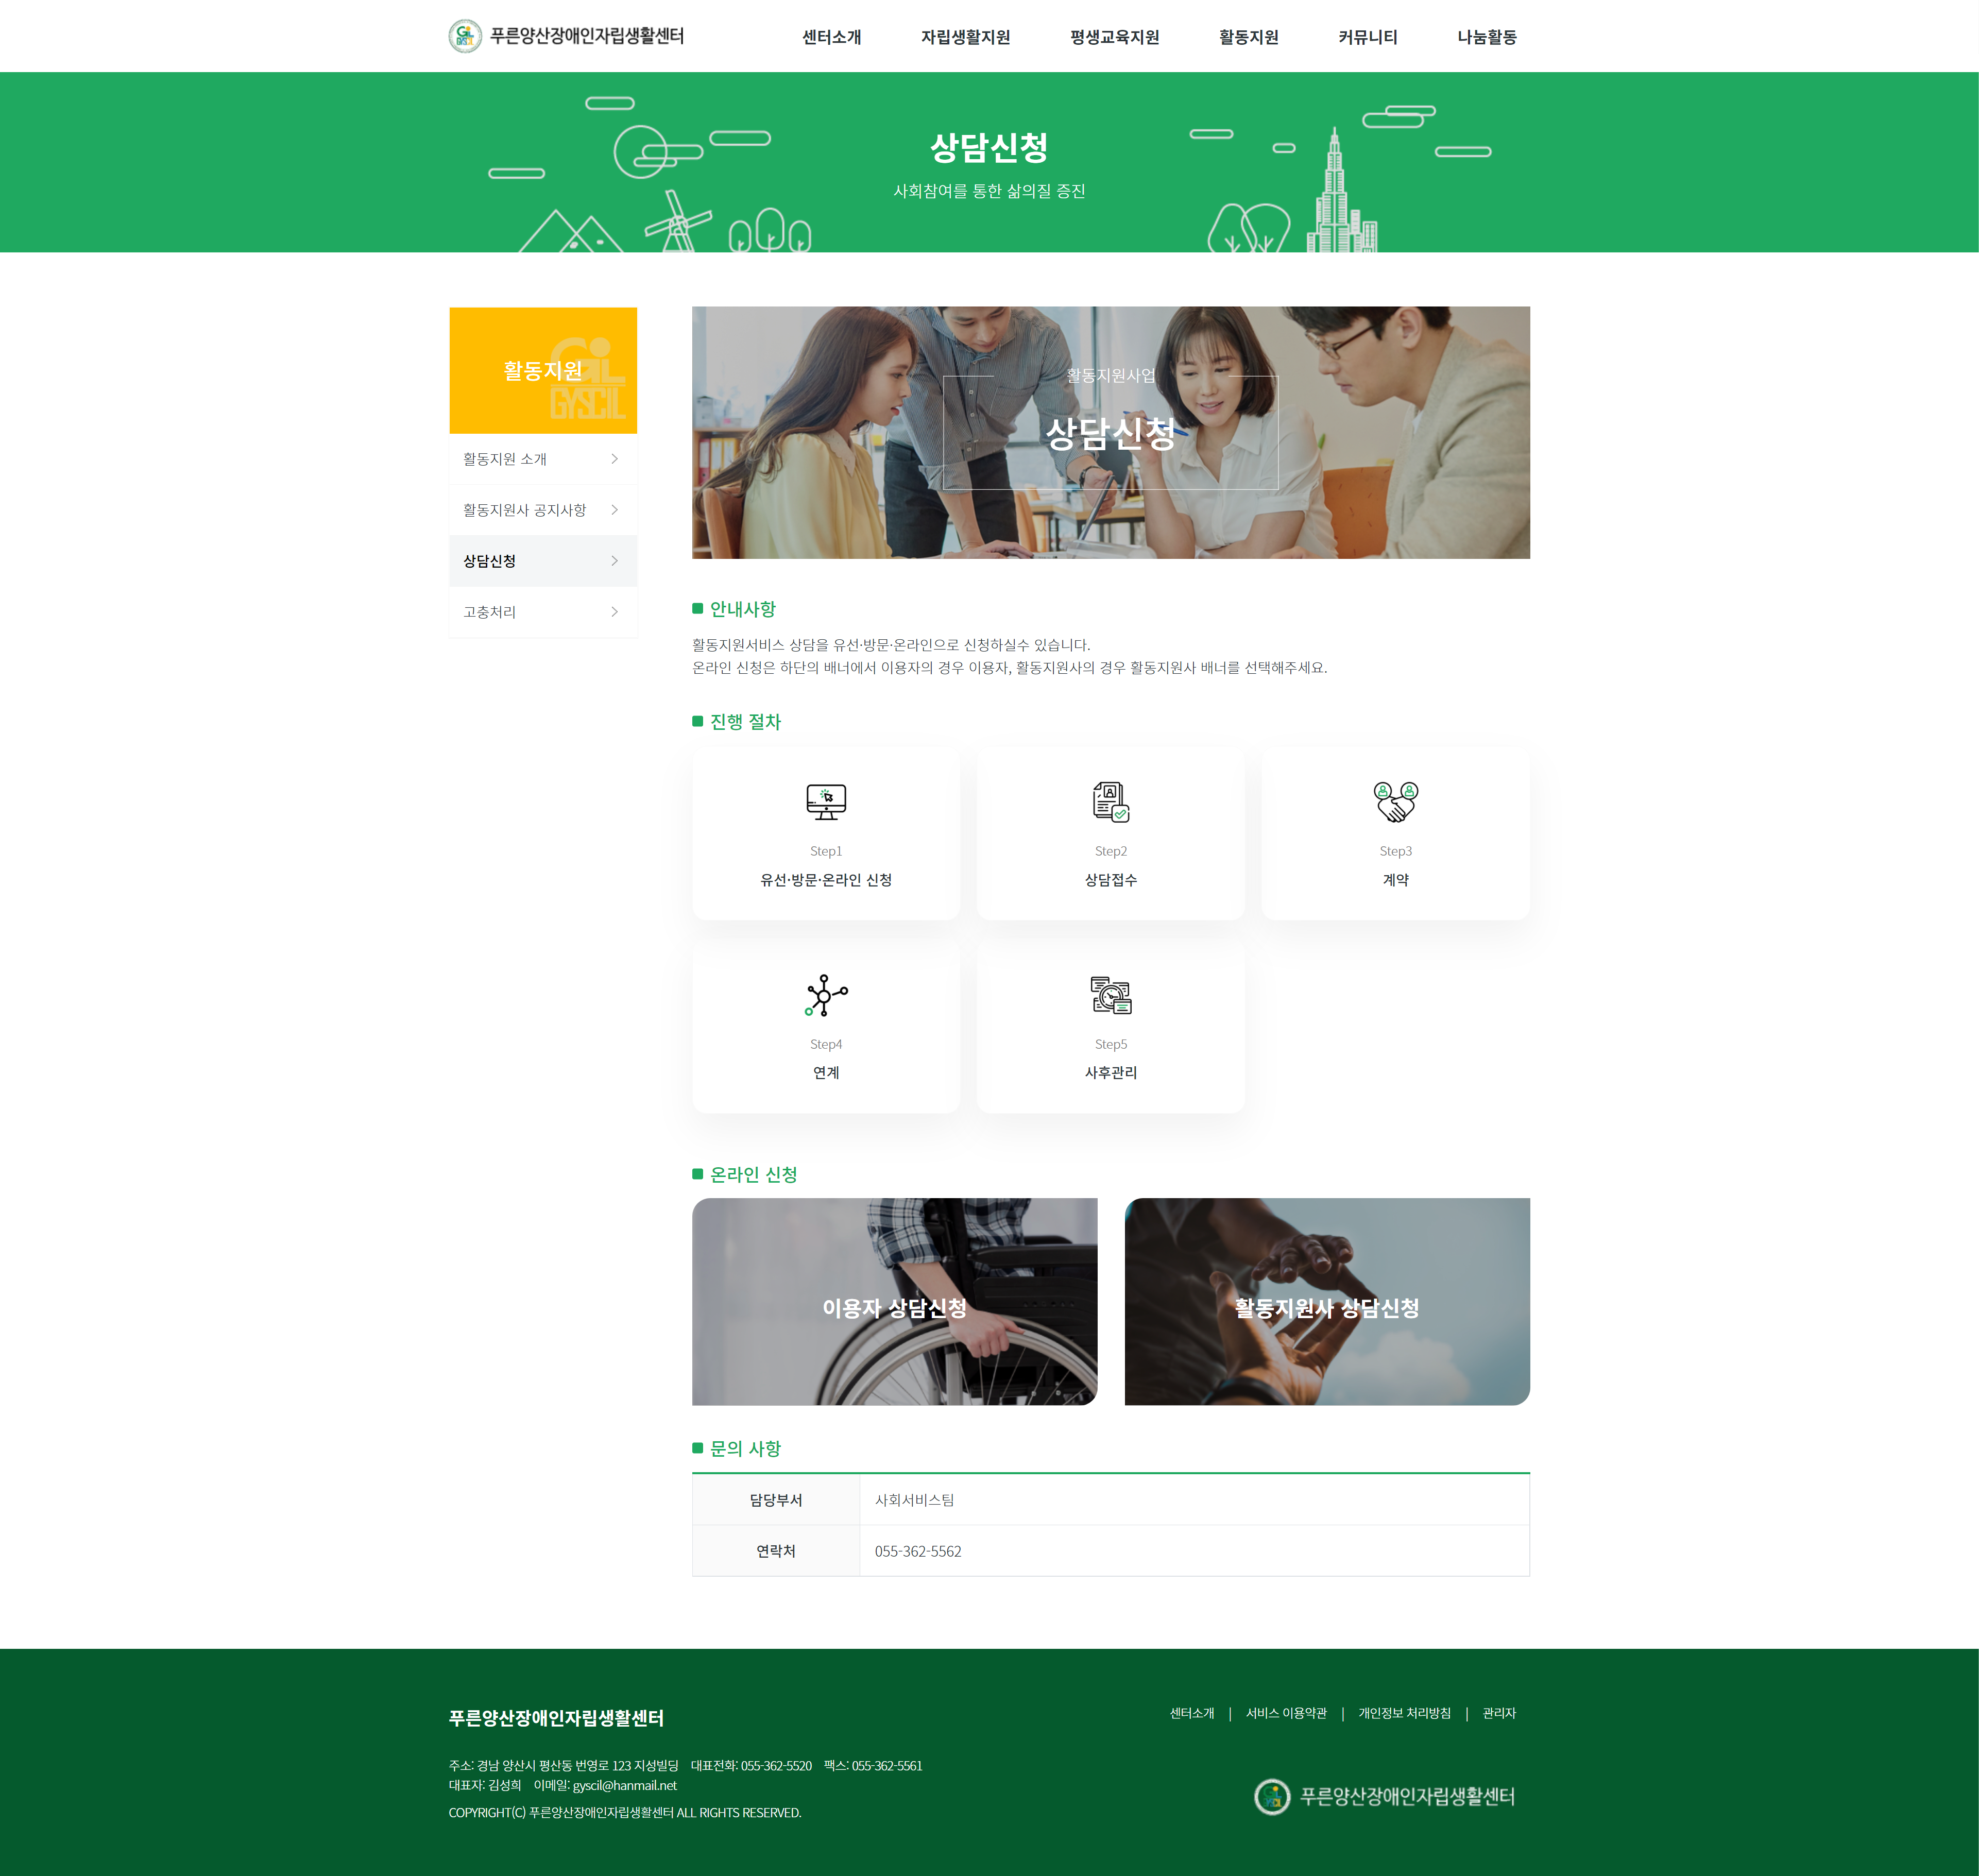 푸른양산장애인자립생활센터
센터소개 자립생활지원 평생교육지원 활동지원 커뮤니티 나눔활동
상담신청
사회참여를 통한 삶의질 증진
활동지원
GYSCIL
활동지원 소개
활동지원사 공지사항
상담신청
고충처리
활동지원사업
상담신청
안내사항
활동지원서비스 상담을 유선·방문·온라인으로 신청하실수 있습니다.
온라인 신청은 하단의 배너에서 이용자의 경우 이용자, 활동지원사의 경우 활동지원사 배너를 선택해주세요.
진행 절차
Step1
유선·방문·온라인 신청
Step2
상담접수
Step3
계약
Step4
연계
Step5
사후관리
온라인 신청
이용자 상담신청
활동지원사 상담신청
문의 사항
담당부서 사회서비스팀
연락처 055-362-5562
푸른양산장애인자립생활센터
센터소개 | 서비스 이용약관 | 개인정보 처리방침 | 관리자
주소: 경남 양산시 평산동 번영로 123 지성빌딩 대표전화: 055-362-5520 팩스: 055-362-5561
대표자: 김성희 이메일: gyscil@hanmail.net
COPYRIGHT(C) 푸른양산장애인자립생활센터 ALL RIGHTS RESERVED.
푸른양산장애인자립생활센터